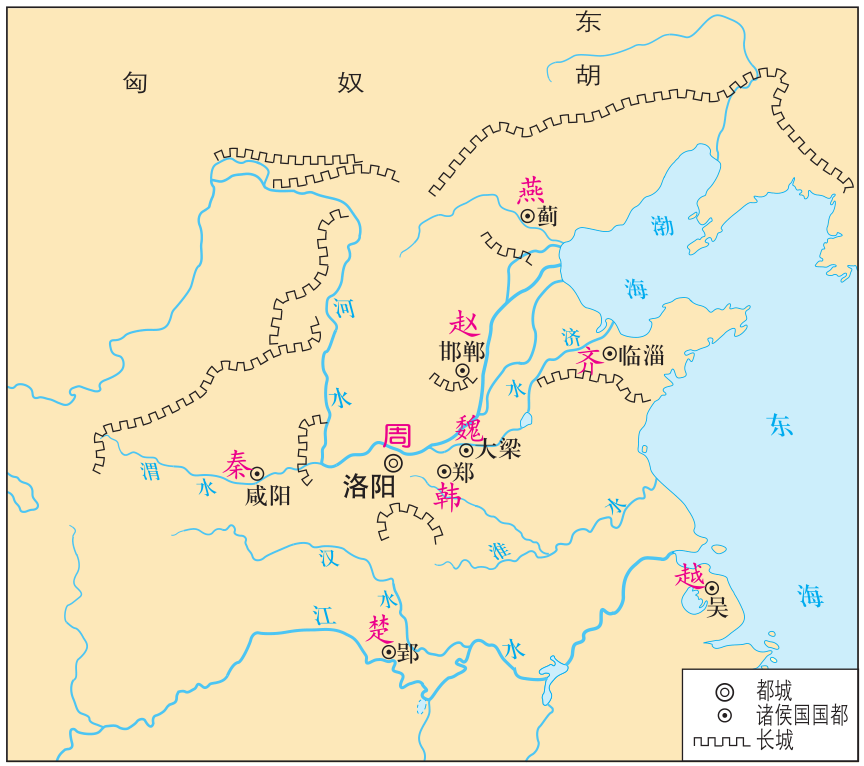 东
胡
匈
奴
燕
蓟
渤
海
河
水
赵
邯郸
济
水
齐
临淄
东
海
周
洛阳
魏
大梁
郑
韩
秦
咸阳
渭
水
淮
水
汉
水
江
水
楚
郢
越
吴
都城
诸侯国国都
长城